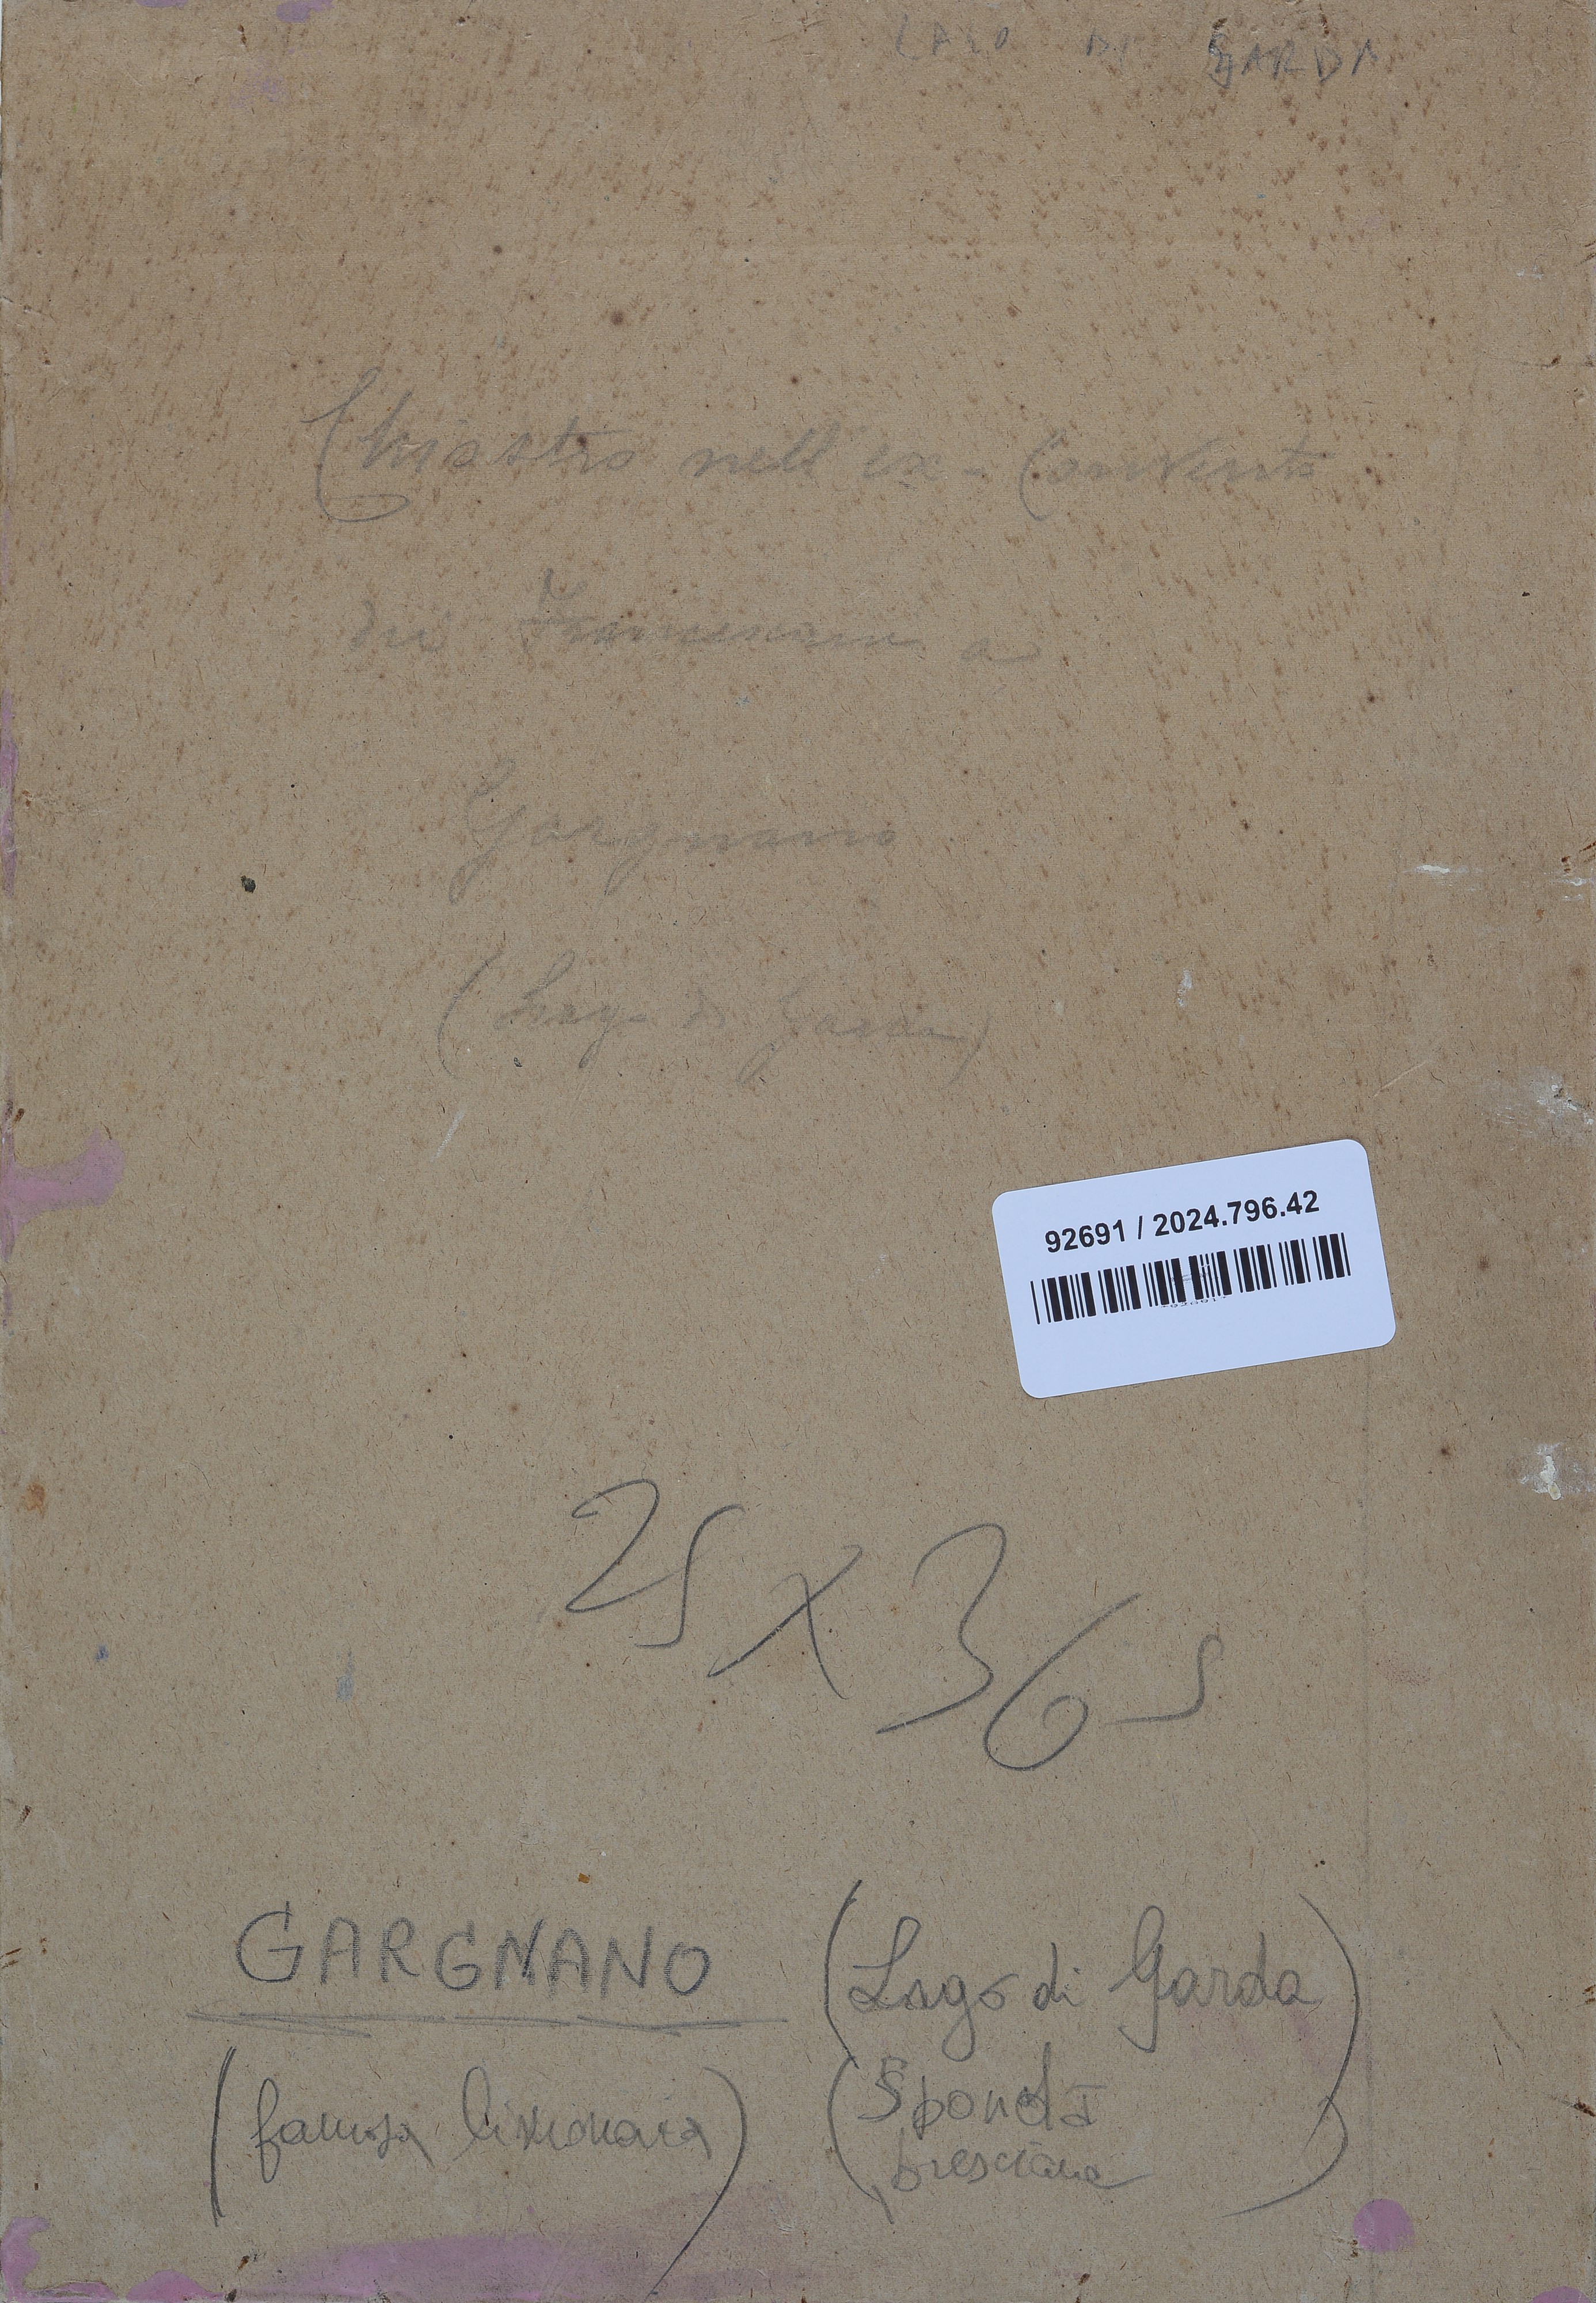 LAGO DI GARDA
Chiostro nell ex-Convento
dei Francescani a
Gargnano
(Lago di Garda)
92691 / 2024.796.42
25 x 36 5
GARGNANO (Lago di Garda
(famosa limonaia) (Sponda
bresciana)